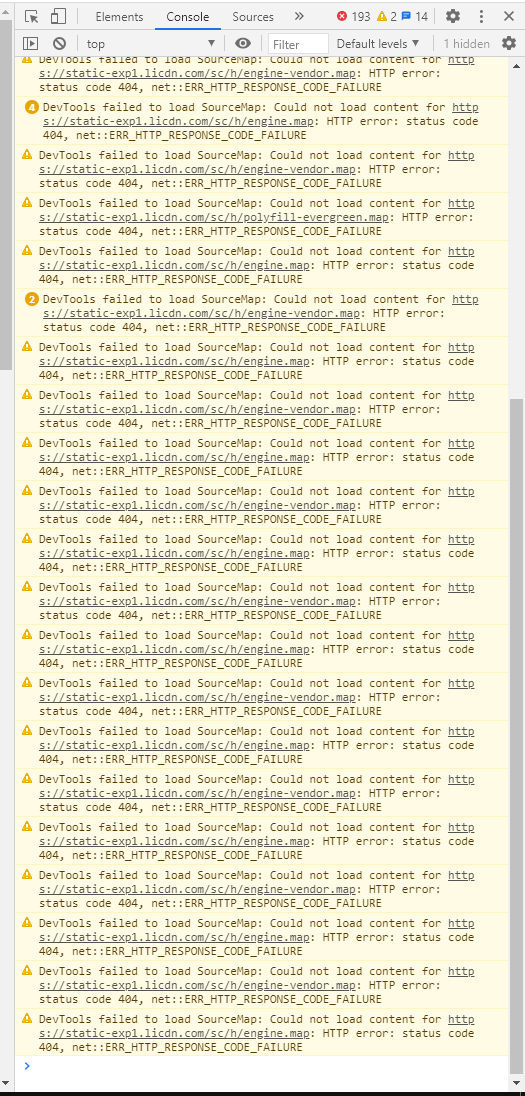 Elements Console Sources 193 2 14
top Filter Default levels 1 hidden
DevTools failed to load SourceMap: Could not load content for http
s://static-exp1.licdn.com/sc/h/engine-vendor.map: HTTP error:
status code 404, net::ERR_HTTP_RESPONSE_CODE_FAILURE
4 DevTools failed to load SourceMap: Could not load content for http
s://static-exp1.licdn.com/sc/h/engine.map: HTTP error: status code
404, net::ERR_HTTP_RESPONSE_CODE_FAILURE
DevTools failed to load SourceMap: Could not load content for http
s://static-exp1.licdn.com/sc/h/engine-vendor.map: HTTP error:
status code 404, net::ERR_HTTP_RESPONSE_CODE_FAILURE
DevTools failed to load SourceMap: Could not load content for http
s://static-exp1.licdn.com/sc/h/polyfill-evergreen.map: HTTP error:
status code 404, net::ERR_HTTP_RESPONSE_CODE_FAILURE
DevTools failed to load SourceMap: Could not load content for http
s://static-exp1.licdn.com/sc/h/engine.map: HTTP error: status code
404, net::ERR_HTTP_RESPONSE_CODE_FAILURE
2 DevTools failed to load SourceMap: Could not load content for http
s://static-exp1.licdn.com/sc/h/engine-vendor.map: HTTP error:
status code 404, net::ERR_HTTP_RESPONSE_CODE_FAILURE
DevTools failed to load SourceMap: Could not load content for http
s://static-exp1.licdn.com/sc/h/engine.map: HTTP error: status code
404, net::ERR_HTTP_RESPONSE_CODE_FAILURE
DevTools failed to load SourceMap: Could not load content for http
s://static-exp1.licdn.com/sc/h/engine-vendor.map: HTTP error:
status code 404, net::ERR_HTTP_RESPONSE_CODE_FAILURE
DevTools failed to load SourceMap: Could not load content for http
s://static-exp1.licdn.com/sc/h/engine.map: HTTP error: status code
404, net::ERR_HTTP_RESPONSE_CODE_FAILURE
DevTools failed to load SourceMap: Could not load content for http
s://static-exp1.licdn.com/sc/h/engine-vendor.map: HTTP error:
status code 404, net::ERR_HTTP_RESPONSE_CODE_FAILURE
DevTools failed to load SourceMap: Could not load content for http
s://static-exp1.licdn.com/sc/h/engine.map: HTTP error: status code
404, net::ERR_HTTP_RESPONSE_CODE_FAILURE
DevTools failed to load SourceMap: Could not load content for http
s://static-exp1.licdn.com/sc/h/engine-vendor.map: HTTP error:
status code 404, net::ERR_HTTP_RESPONSE_CODE_FAILURE
DevTools failed to load SourceMap: Could not load content for http
s://static-exp1.licdn.com/sc/h/engine.map: HTTP error: status code
404, net::ERR_HTTP_RESPONSE_CODE_FAILURE
DevTools failed to load SourceMap: Could not load content for http
s://static-exp1.licdn.com/sc/h/engine-vendor.map: HTTP error:
status code 404, net::ERR_HTTP_RESPONSE_CODE_FAILURE
DevTools failed to load SourceMap: Could not load content for http
s://static-exp1.licdn.com/sc/h/engine.map: HTTP error: status code
404, net::ERR_HTTP_RESPONSE_CODE_FAILURE
DevTools failed to load SourceMap: Could not load content for http
s://static-exp1.licdn.com/sc/h/engine-vendor.map: HTTP error:
status code 404, net::ERR_HTTP_RESPONSE_CODE_FAILURE
DevTools failed to load SourceMap: Could not load content for http
s://static-exp1.licdn.com/sc/h/engine.map: HTTP error: status code
404, net::ERR_HTTP_RESPONSE_CODE_FAILURE
DevTools failed to load SourceMap: Could not load content for http
s://static-exp1.licdn.com/sc/h/engine-vendor.map: HTTP error:
status code 404, net::ERR_HTTP_RESPONSE_CODE_FAILURE
DevTools failed to load SourceMap: Could not load content for http
s://static-exp1.licdn.com/sc/h/engine.map: HTTP error: status code
404, net::ERR_HTTP_RESPONSE_CODE_FAILURE
DevTools failed to load SourceMap: Could not load content for http
s://static-exp1.licdn.com/sc/h/engine-vendor.map: HTTP error:
status code 404, net::ERR_HTTP_RESPONSE_CODE_FAILURE
DevTools failed to load SourceMap: Could not load content for http
s://static-exp1.licdn.com/sc/h/engine.map: HTTP error: status code
404, net::ERR_HTTP_RESPONSE_CODE_FAILURE